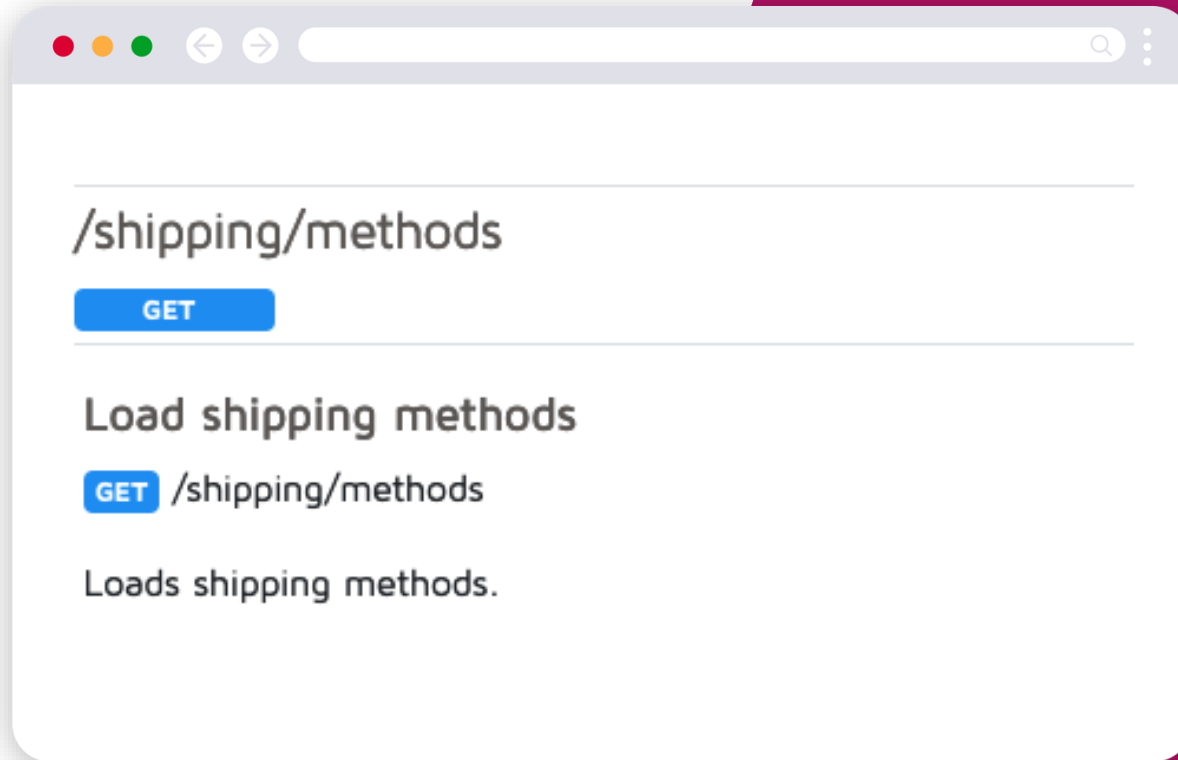 /shipping/methods
GET
Load shipping methods
GET /shipping/methods
Loads shipping methods.